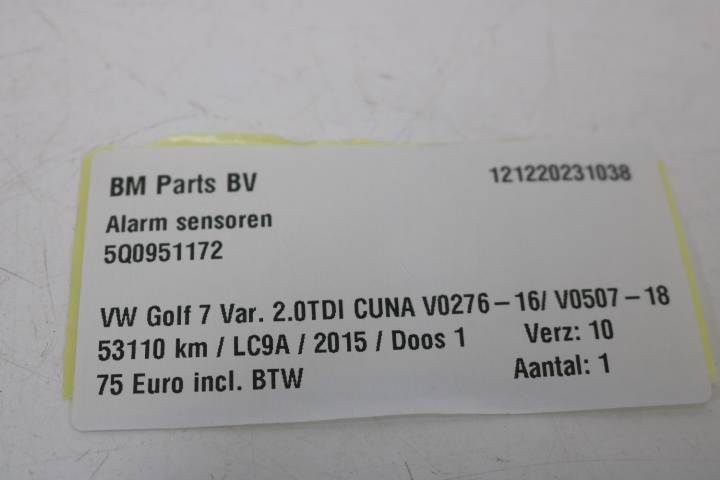 BM Parts BV 121220231038
Alarm sensoren
5Q0951172
VW Golf 7 Var. 2.0TDI CUNA V0276-16/ V0507-18
53110 km / LC9A / 2015 / Doos 1 Verz: 10
75 Euro incl. BTW Aantal: 1